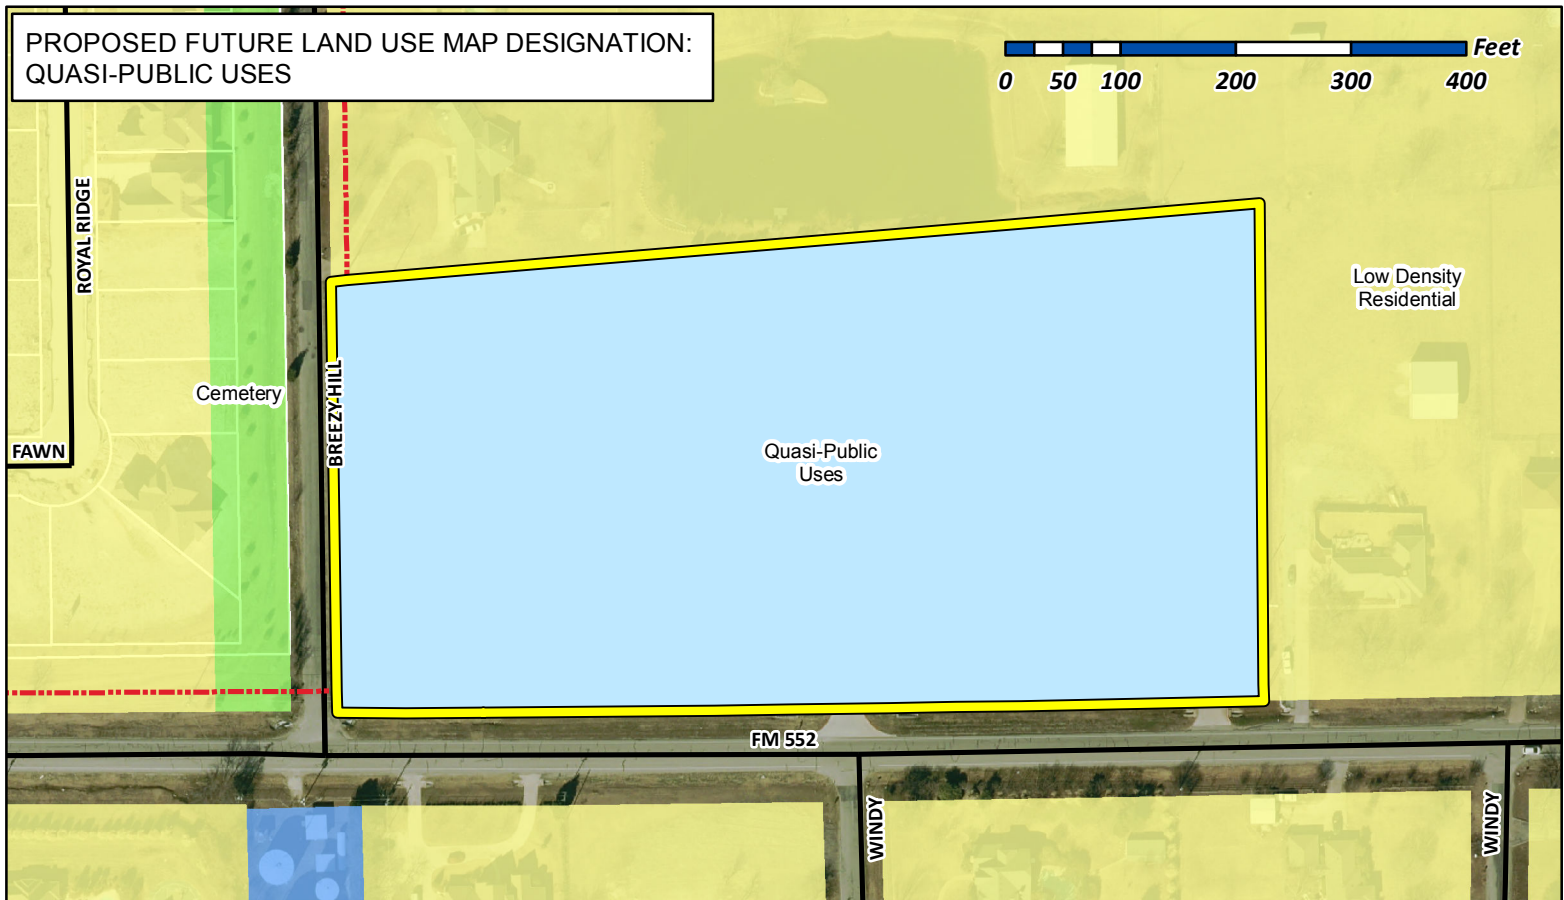 PROPOSED FUTURE LAND USE MAP DESIGNATION:
QUASI-PUBLIC USES
Feet
0 50 100 200 300 400
ROYAL RIDGE
Low Density
Residential
Cemetery
BREEZY HILL
FAWN
Quasi-Public
Uses
FM 552
WINDY
WINDY